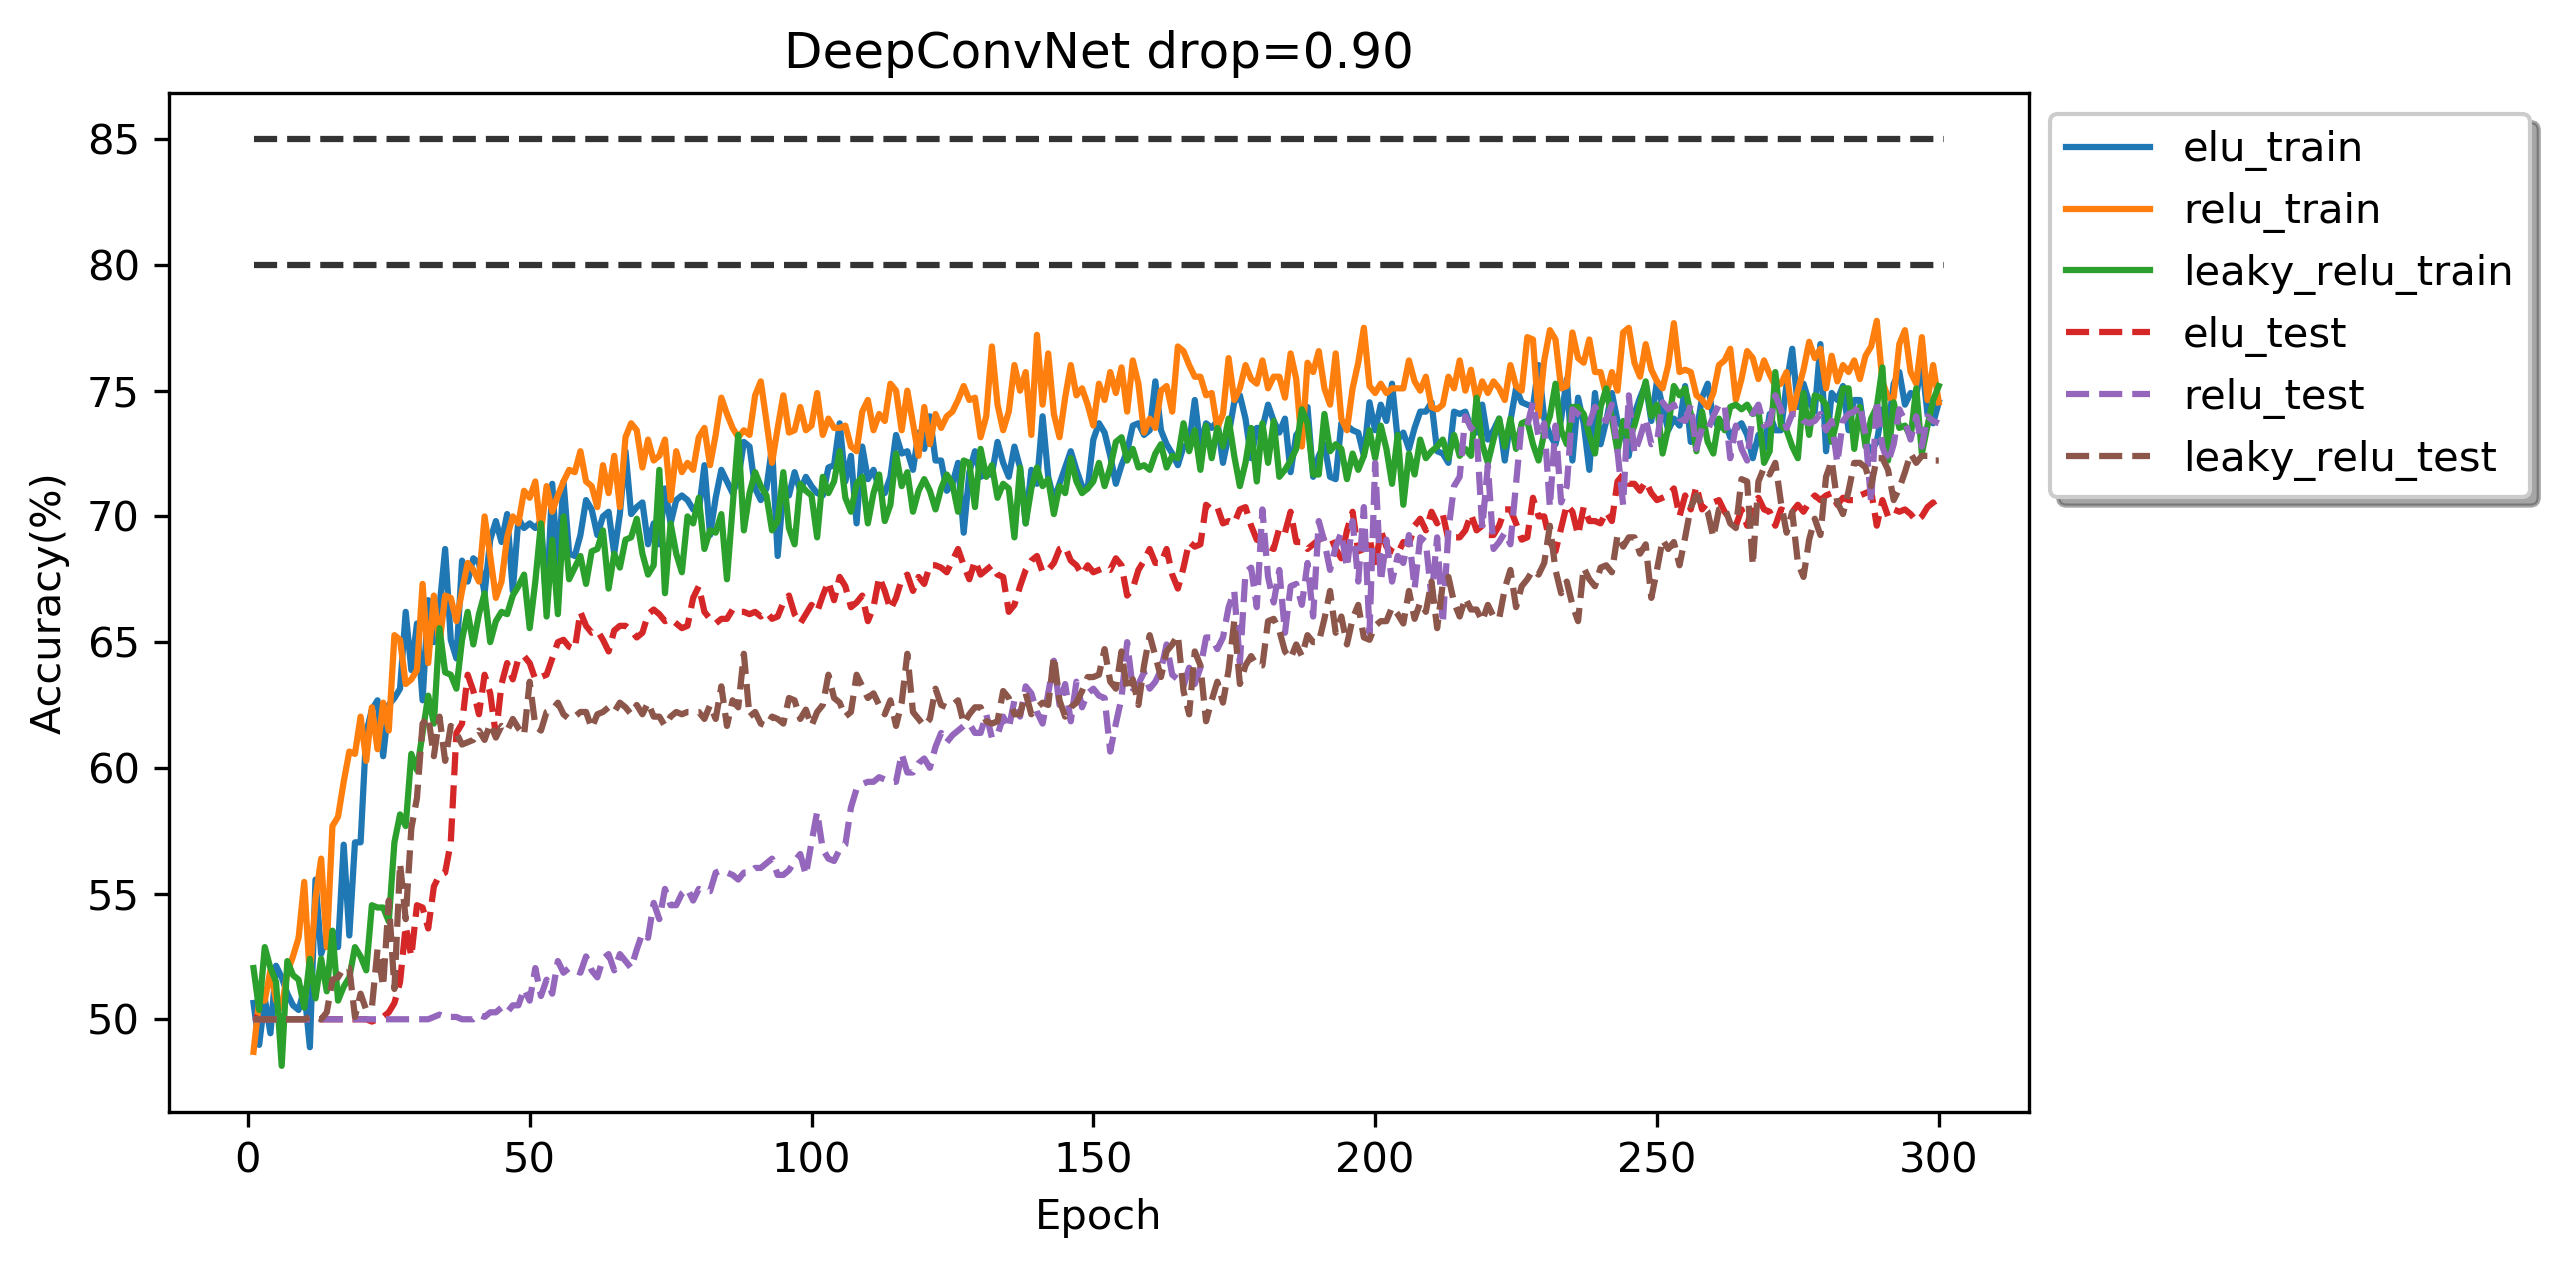 DeepConvNet drop=0.90
85
80
75
70
65
60
55
50
Accuracy(%)
0 50 100 150 200 250 300
Epoch
elu_train
relu_train
leaky_relu_train
elu_test
relu_test
leaky_relu_test